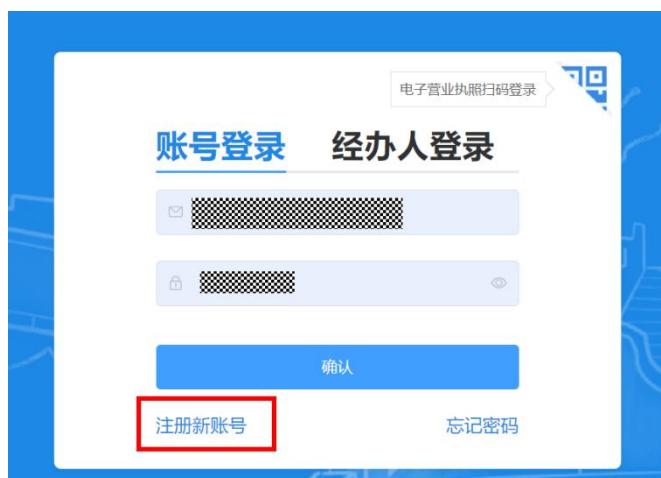 电子营业执照扫码登录
账号登录 经办人登录
确认
注册新账号 忘记密码